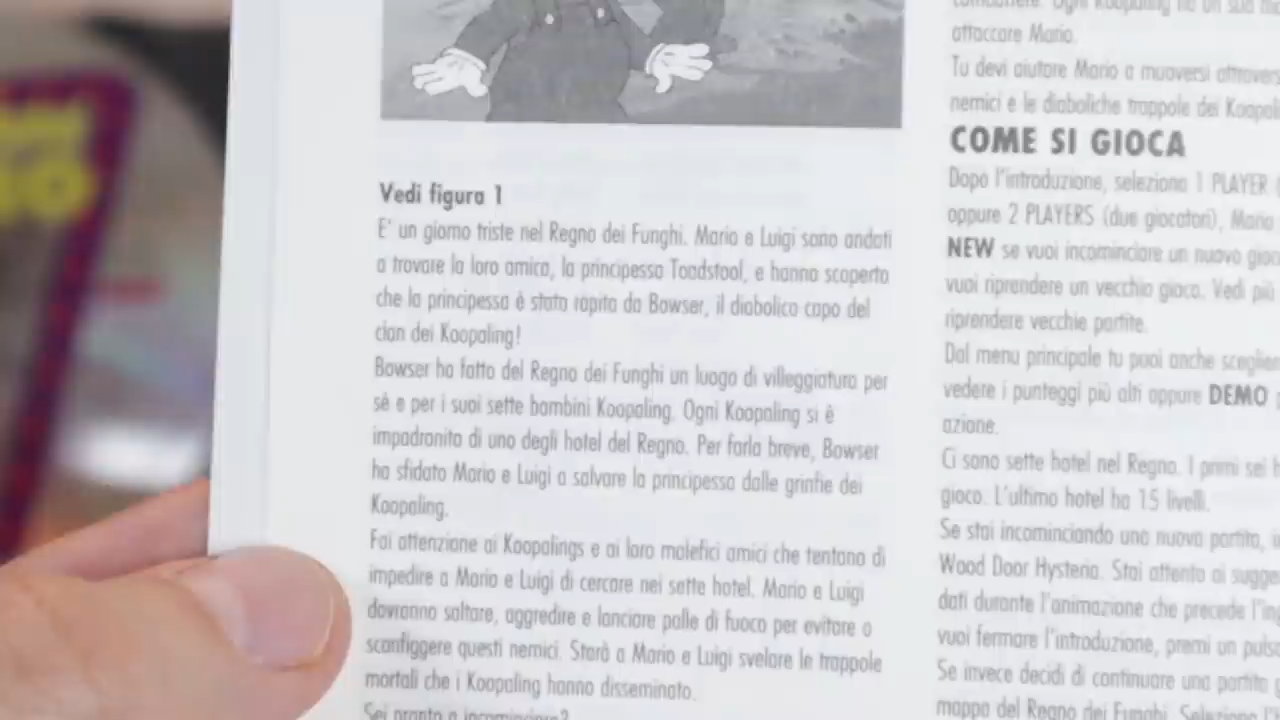 Vedi figura 1
E' un giorno triste nel Regno dei Funghi. Mario e Luigi sono andati
a trovare la loro amica, la principessa Toadstool, e hanno scoperto
che la principessa è stata rapita da Bowser, il diabolico capo del
clan dei Koopaling!
Bowser ha fatto del Regno dei Funghi un luogo di villeggiatura per
sè e per i suoi sette bambini Koopaling. Ogni Koopaling si è
impadronito di uno degli hotel del Regno. Per farla breve, Bowser
ha sfidato Mario e Luigi a salvare la principessa dalle grinfie dei
Koopaling.
Fai attenzione ai Koopalings e ai loro malefici amici che tentano di
impedire a Mario e Luigi di cercare nei sette hotel. Mario e Luigi
dovranno saltare, aggredire e lanciare palle di fuoco per evitare o
sconfiggere questi nemici. Starà a Mario e Luigi svelare le trappole
mortali che i Koopaling hanno disseminato.
Sei pronto a incominciare?
attaccare Mario.
Tu devi aiutare Mario a muoversi
nemici e le diaboliche trappole dei
COME SI GIOCA
Dopo l'introduzione, seleziona 1 PLAYER
oppure 2 PLAYERS (due giocatori), Mario
NEW se vuoi incominciare un nuovo
vuoi riprendere un vecchio gioco. Vedi più
riprendere vecchie partite.
Dal menu principale tu puoi anche
vedere i punteggi più alti oppure DEMO
azione.
Ci sono sette hotel nel Regno. I primi sei
gioco. L'ultimo hotel ha 15 livelli.
Se stai incominciando una nuova partita,
Wood Door Hysteria. Stai attento ai
dati durante l'animazione che precede
vuoi fermare l'introduzione, premi un
Se invece decidi di continuare una partita
mappa del Regno dei Funghi.